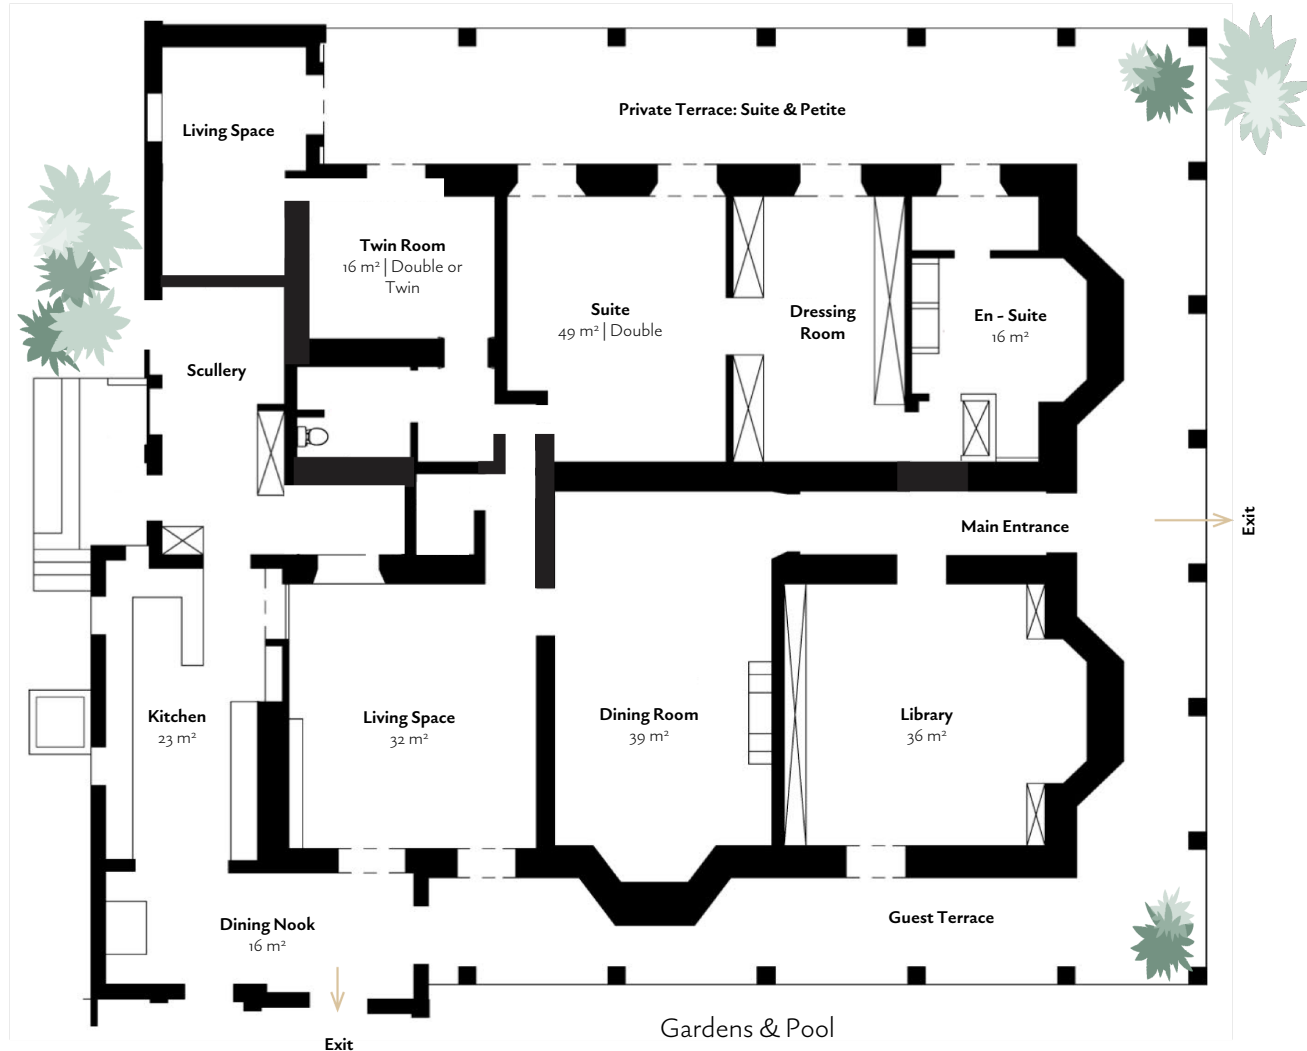 Private Terrace: Suite & Petite
Living Space
Twin Room
16 m² | Double or
Twin
Suite
49 m² | Double
Dressing
Room
En - Suite
16 m²
Scullery
Main Entrance
Exit
Kitchen
23 m²
Living Space
32 m²
Dining Room
39 m²
Library
36 m²
Dining Nook
16 m²
Guest Terrace
Gardens & Pool
Exit